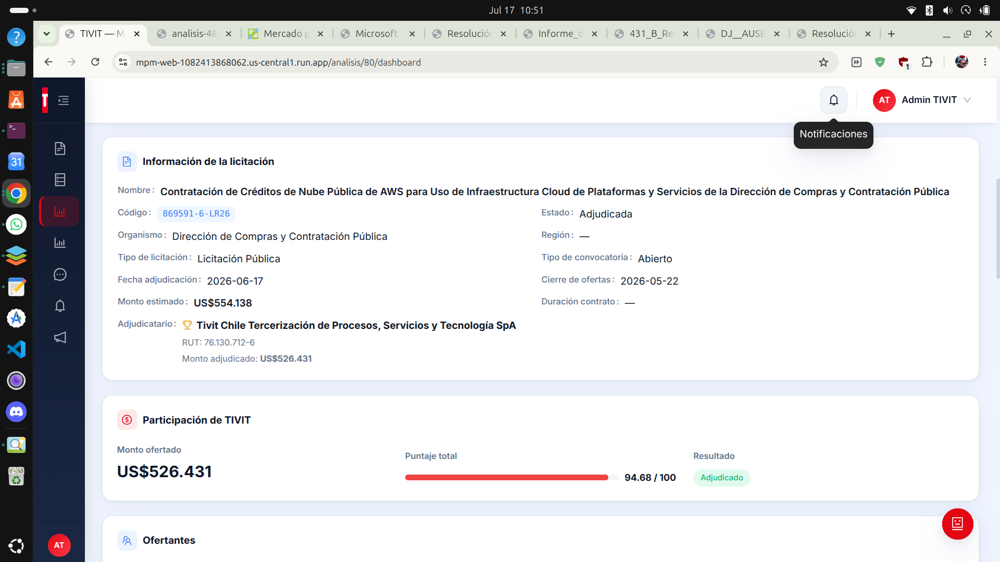 Jul 17 10:51
TIVIT — M
analisis-48
Mercado p
Microsoft
Resolución
Informe_d
431_B_Re
DJ__AUSE
Resolución
mpm-web-1082413868062.us-central1.run.app/analisis/80/dashboard
1
T
AT Admin TIVIT
Notificaciones
31
Información de la licitación
Nombre: Contratación de Créditos de Nube Pública de AWS para Uso de Infraestructura Cloud de Plataformas y Servicios de la Dirección de Compras y Contratación Pública
Código: 869591-6-LR26
Estado: Adjudicada
Organismo: Dirección de Compras y Contratación Pública
Región: —
Tipo de licitación: Licitación Pública
Tipo de convocatoria: Abierto
Fecha adjudicación: 2026-06-17
Cierre de ofertas: 2026-05-22
Monto estimado: US$554.138
Duración contrato: —
Adjudicatario: Tivit Chile Tercerización de Procesos, Servicios y Tecnología SpA
RUT: 76.130.712-6
Monto adjudicado: US$526.431
Participación de TIVIT
Monto ofertado
US$526.431
Puntaje total
94.68 / 100
Resultado
Adjudicado
Ofertantes
AT